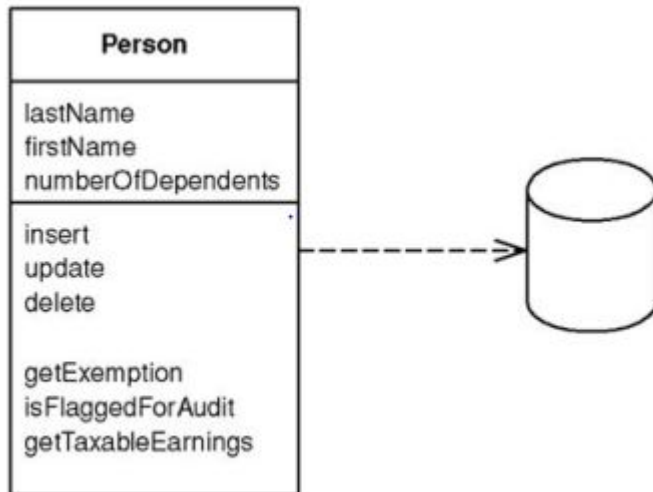 Person
lastName
firstName
numberOfDependents
insert
update
delete
getExemption
isFlaggedForAudit
getTaxableEarnings